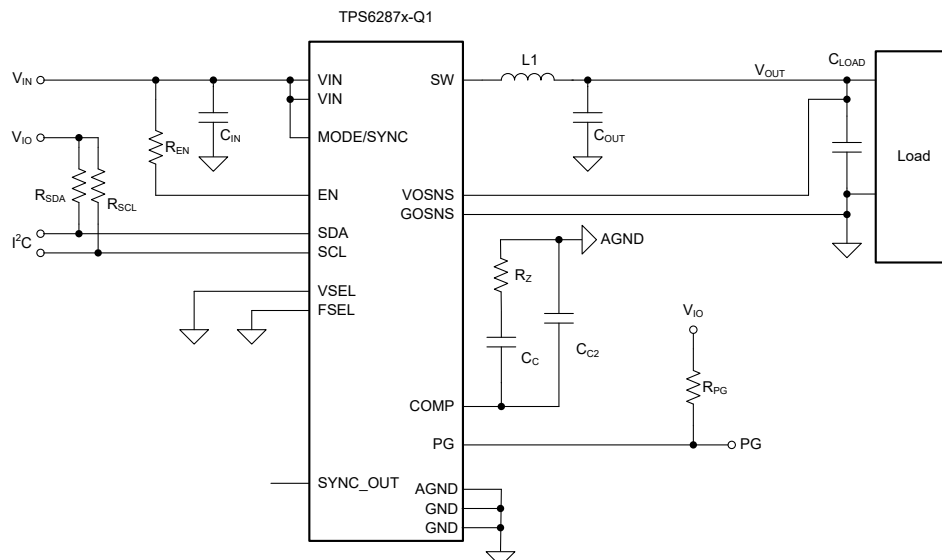 TPS6287x-Q1
VIN
VIO
RSDA
RSCL
I2C
REN
CIN
VIN
VIN
MODE/SYNC
EN
SDA
SCL
VSEL
FSEL
SYNC_OUT
SW
VOSNS
GOSNS
COMP
PG
AGND
GND
GND
L1
COUT
VOUT
CLOAD
Load
AGND
RZ
CC
CC2
VIO
RPG
PG